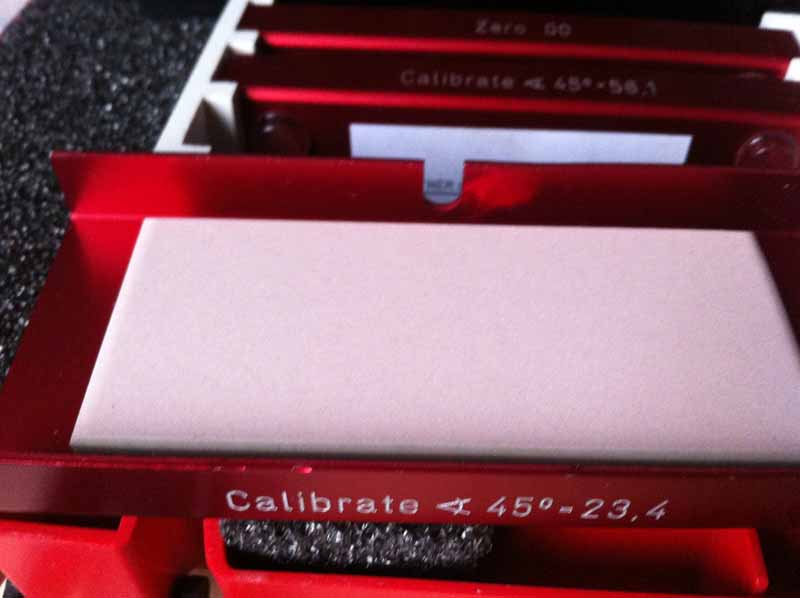 Zero 00
Calibrate ∢ 45°=56,1
Calibrate ∢ 45°=23,4